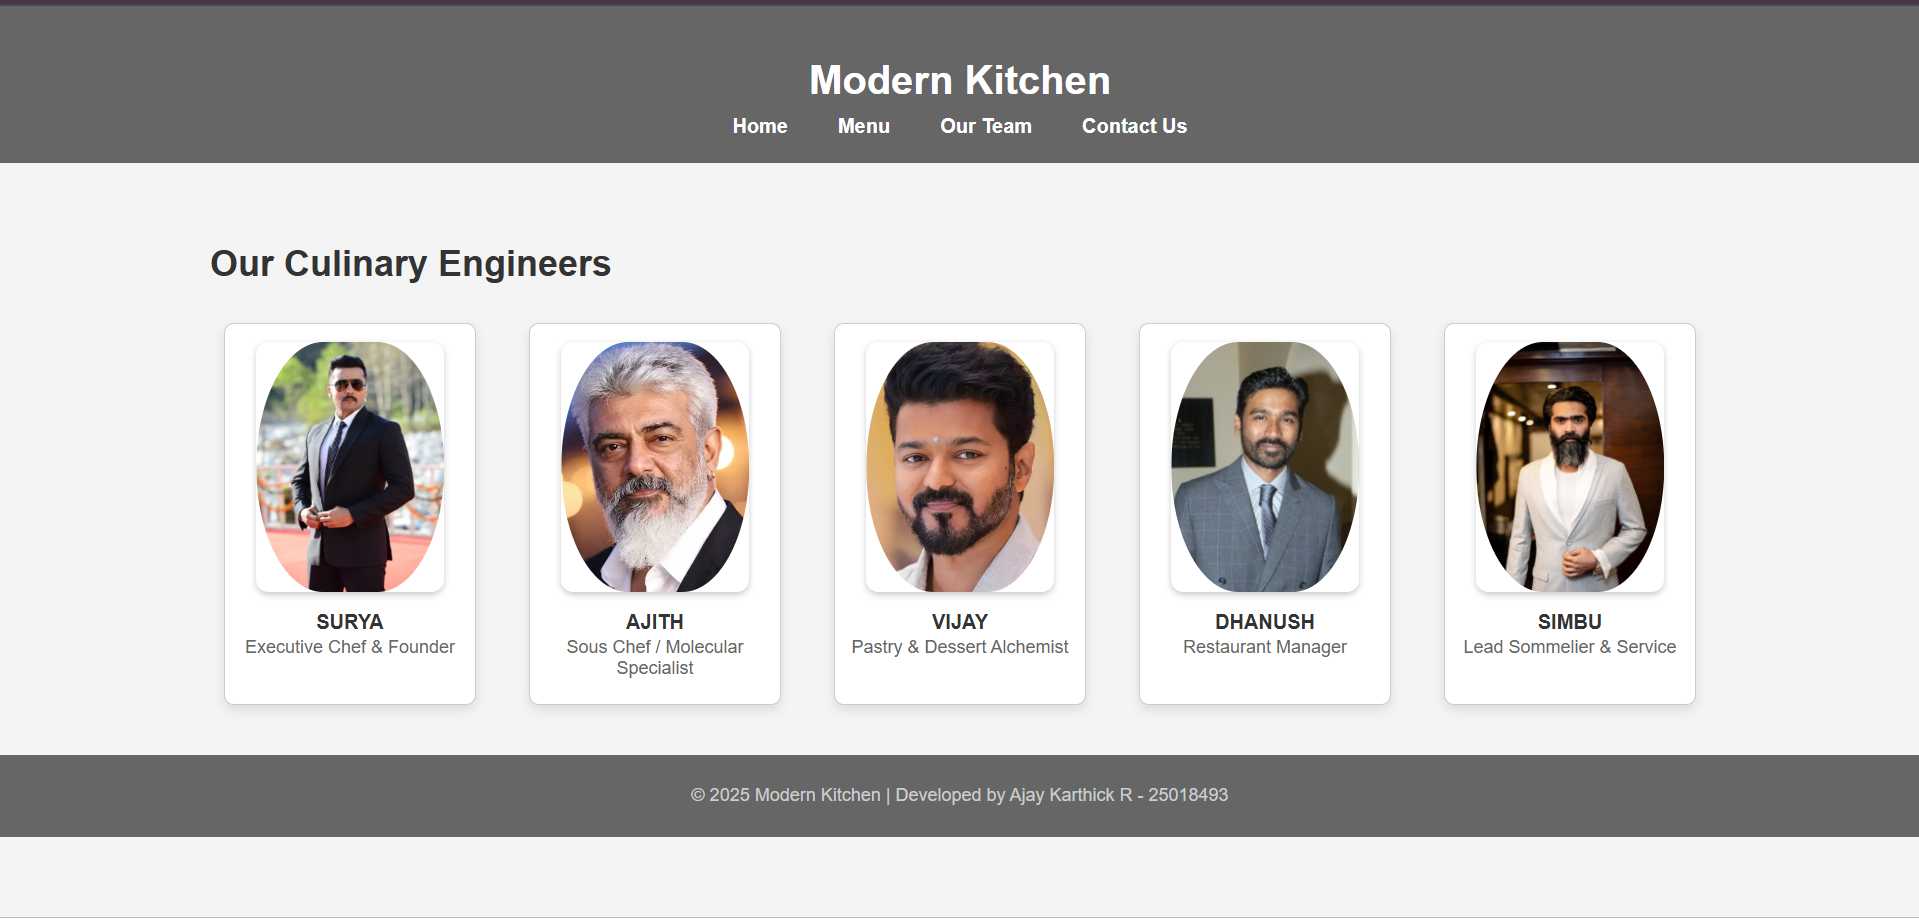 Modern Kitchen
Home Menu Our Team Contact Us
Our Culinary Engineers
SURYA
Executive Chef & Founder
AJITH
Sous Chef / Molecular
Specialist
VIJAY
Pastry & Dessert Alchemist
DHANUSH
Restaurant Manager
SIMBU
Lead Sommelier & Service
© 2025 Modern Kitchen | Developed by Ajay Karthick R - 25018493